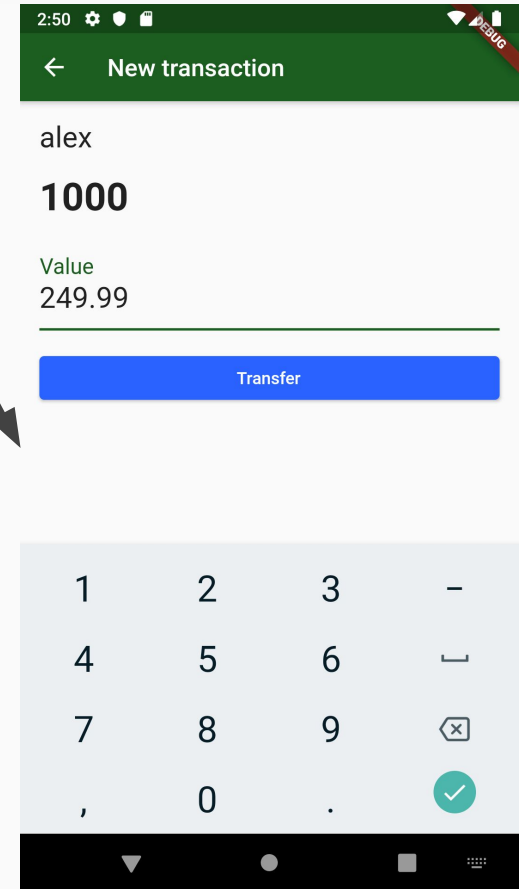 2:50
DEBUG
New transaction
alex
1000
Value
249.99
Transfer
1 2 3 -
4 5 6
7 8 9
, 0 .